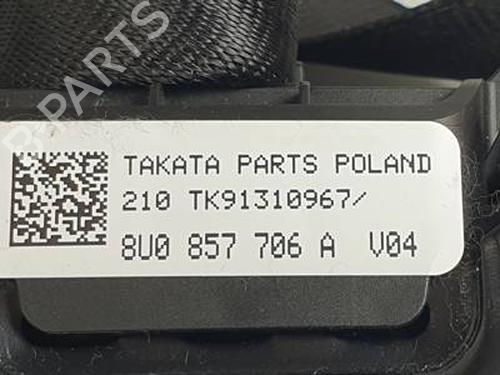 B-PARTS
TAKATA PARTS POLAND
210 TK91310967/
8U0 857 706 A V04